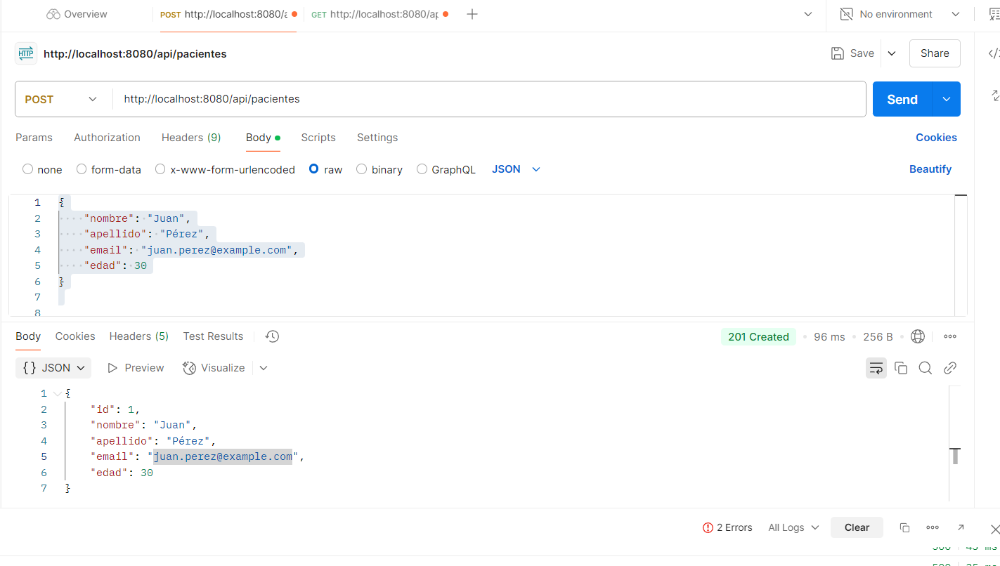 Overview
POST http://localhost:8080/a
GET http://localhost:8080/ap
No environment
HTTP http://localhost:8080/api/pacientes
Save
Share
POST
http://localhost:8080/api/pacientes
Send
Params
Authorization
Headers (9)
Body
Scripts
Settings
Cookies
none
form-data
x-www-form-urlencoded
raw
binary
GraphQL
JSON
Beautify
1 {
2 "nombre": "Juan",
3 "apellido": "Pérez",
4 "email": "juan.perez@example.com",
5 "edad": 30
6 }
7
8
Body
Cookies
Headers (5)
Test Results
201 Created
96 ms
256 B
{} JSON
Preview
Visualize
1 {
2 "id": 1,
3 "nombre": "Juan",
4 "apellido": "Pérez",
5 "email": "juan.perez@example.com",
6 "edad": 30
7 }
2 Errors
All Logs
Clear